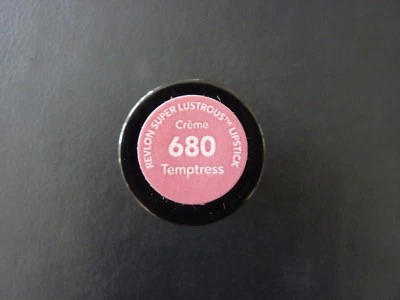 REVLON SUPER LUSTROUS™ LIPSTICK
Crème
680
Temptress